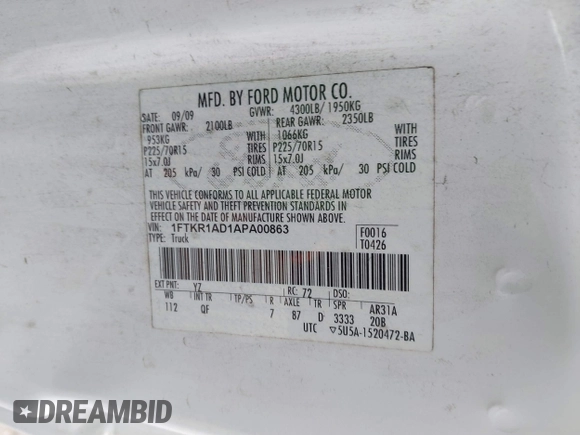 MFD. BY FORD MOTOR CO.
DATE: 09/09 GVWR: 4300LB/ 1950KG
FRONT GAWR: 2100LB REAR GAWR: 2350LB
953KG WITH 1066KG WITH
P225/70R15 TIRES P225/70R15 TIRES
15x7.0J RIMS 15x7.0J RIMS
AT 205 kPa/ 30 PSI COLD AT 205 kPa/ 30 PSI COLD
THIS VEHICLE CONFORMS TO ALL APPLICABLE FEDERAL MOTOR
VEHICLE SAFETY AND THEFT PREVENTION STANDARDS IN
EFFECT ON THE DATE OF MANUFACTURE SHOWN ABOVE.
VIN: 1FTKR1AD1APA00863 F0016
TYPE: Truck T0426
EXT PNT: YZ RC: 72 DSO:
WB INT TR TP/PS R AXLE TR SPR AR31A
112 QF 7 87 D 3333 20B
UTC ▽5U5A-1520472-BA
DREAMBID
DREAMBID